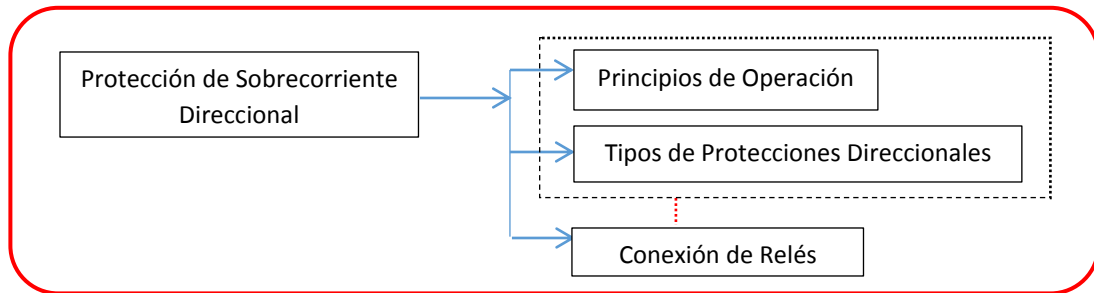 Protección de Sobrecorriente
Direccional
Principios de Operación
Tipos de Protecciones Direccionales
Conexión de Relés